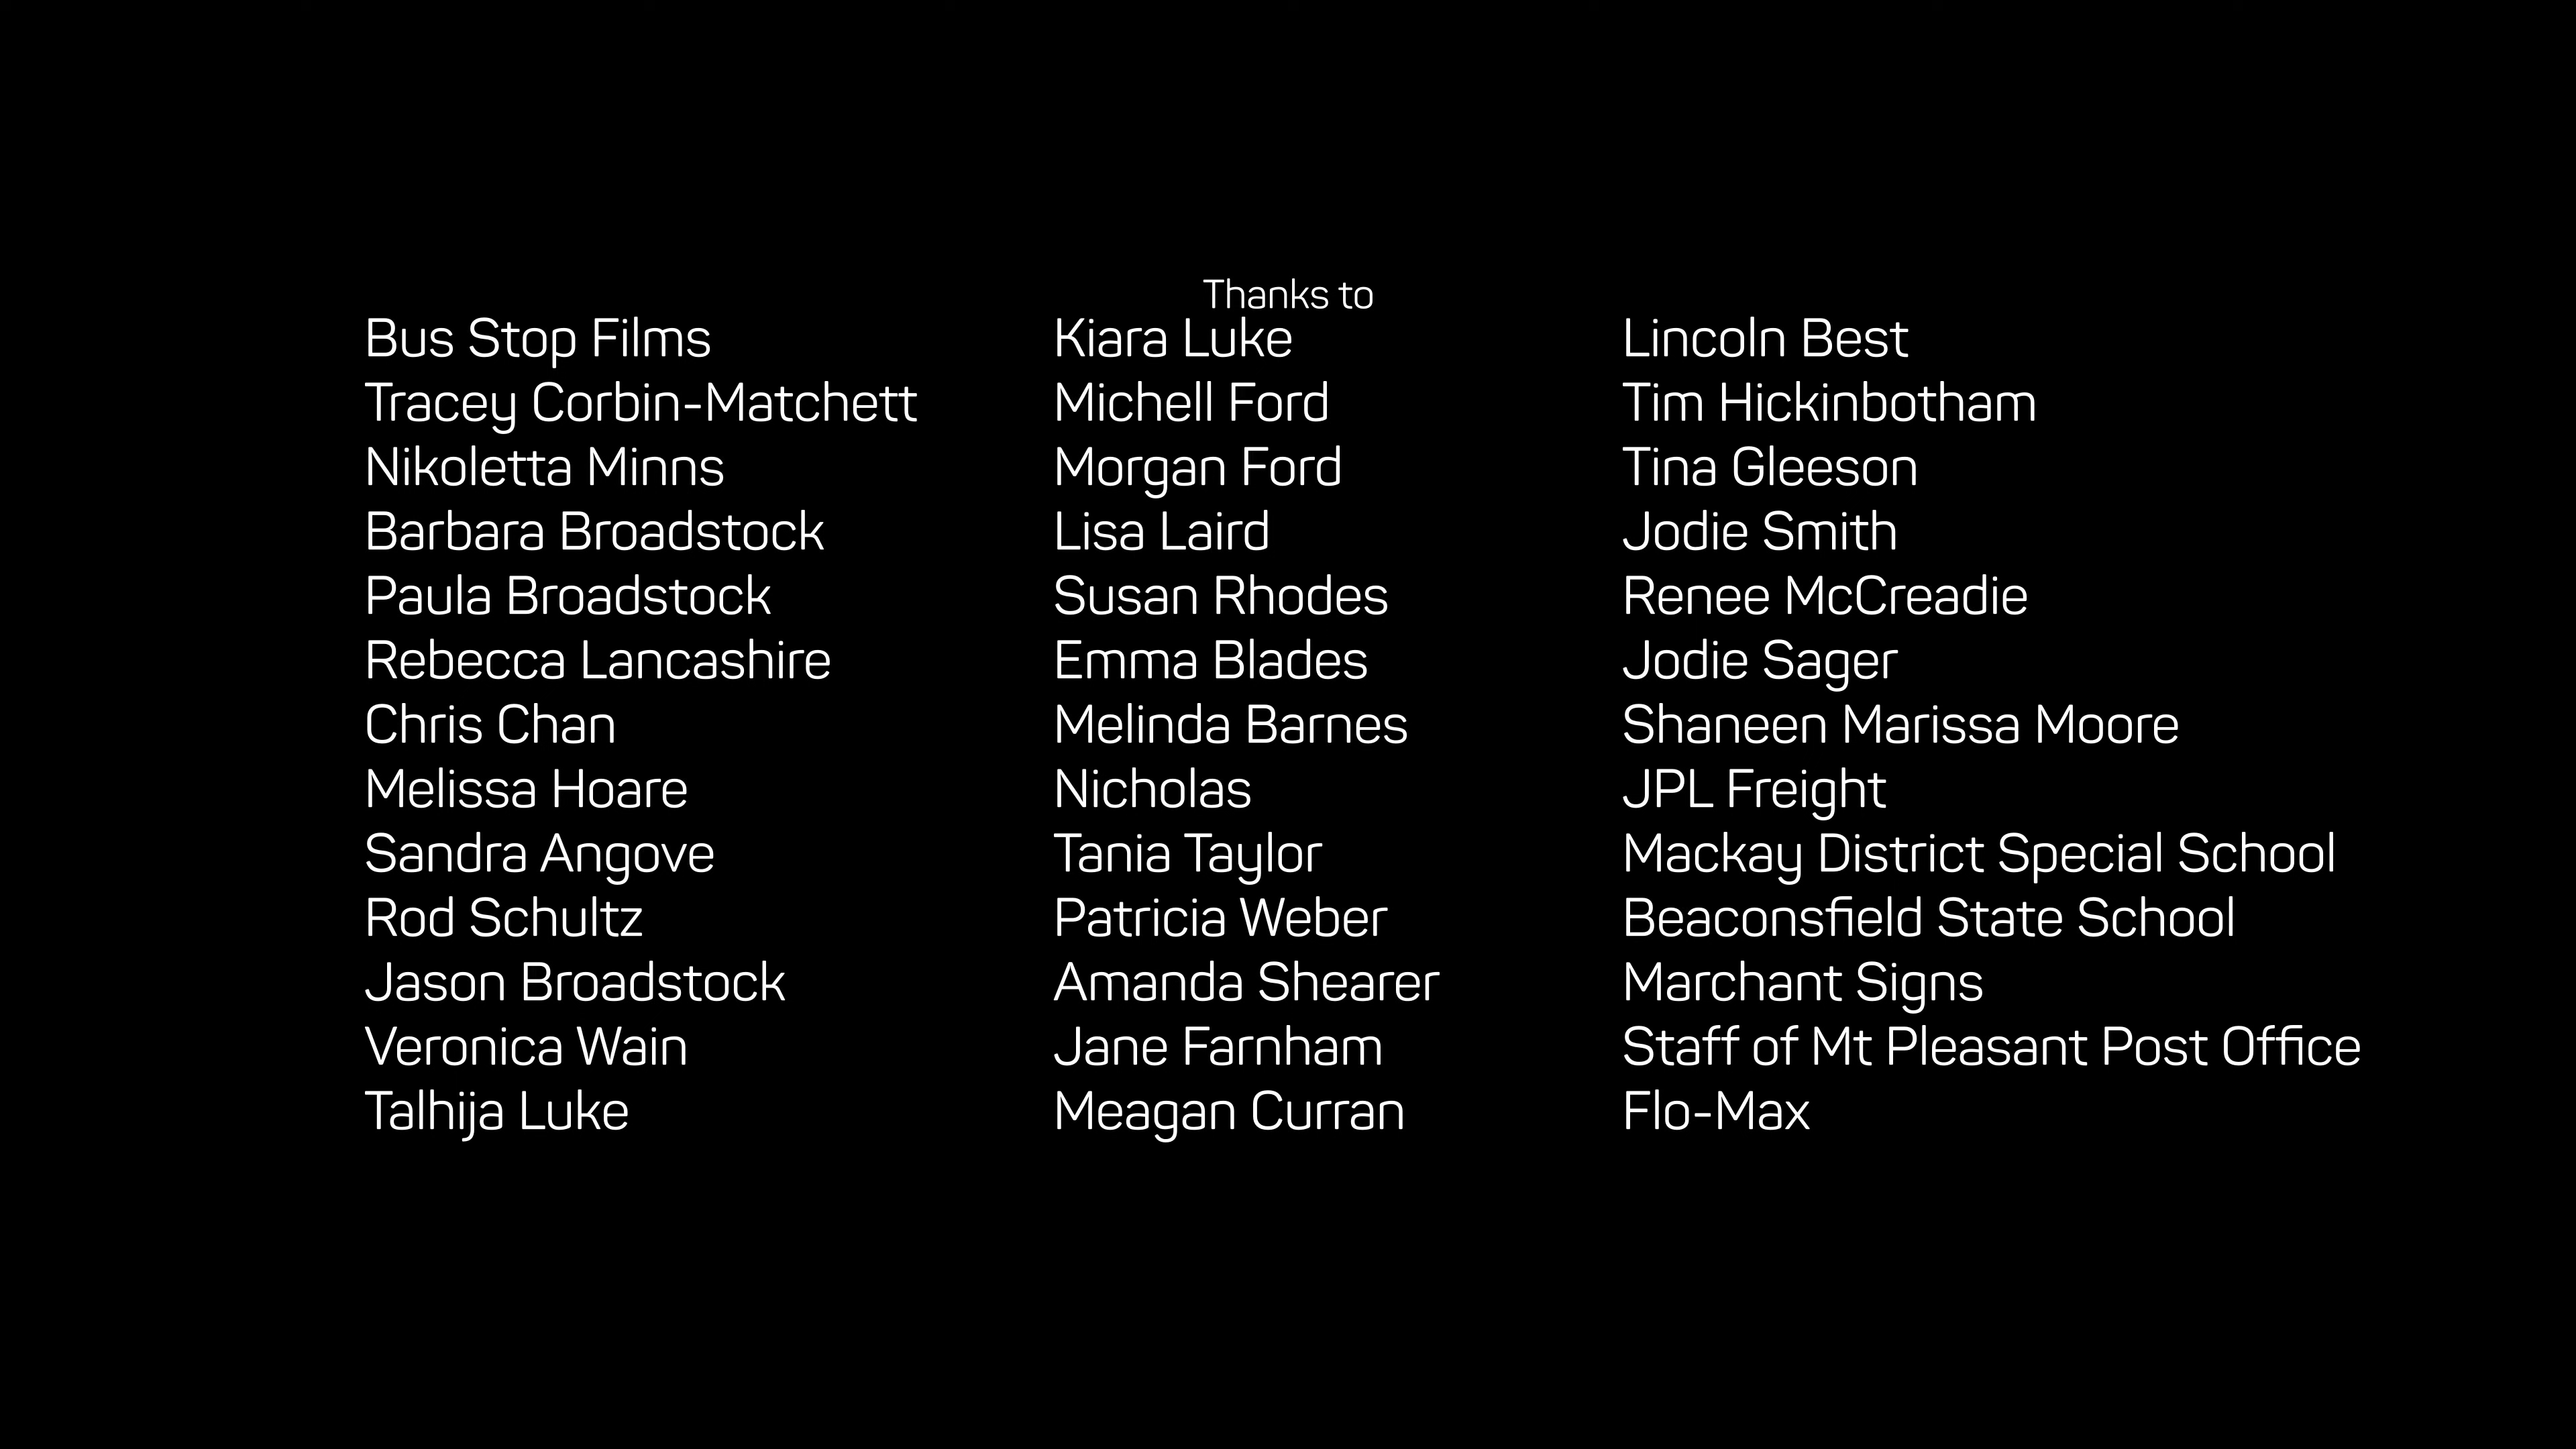 Thanks to
Bus Stop Films
Tracey Corbin-Matchett
Nikoletta Minns
Barbara Broadstock
Paula Broadstock
Rebecca Lancashire
Chris Chan
Melissa Hoare
Sandra Angove
Rod Schultz
Jason Broadstock
Veronica Wain
Talhija Luke
Kiara Luke
Michell Ford
Morgan Ford
Lisa Laird
Susan Rhodes
Emma Blades
Melinda Barnes
Nicholas
Tania Taylor
Patricia Weber
Amanda Shearer
Jane Farnham
Meagan Curran
Lincoln Best
Tim Hickinbotham
Tina Gleeson
Jodie Smith
Renee McCreadie
Jodie Sager
Shaneen Marissa Moore
JPL Freight
Mackay District Special School
Beaconsfield State School
Marchant Signs
Staff of Mt Pleasant Post Office
Flo-Max